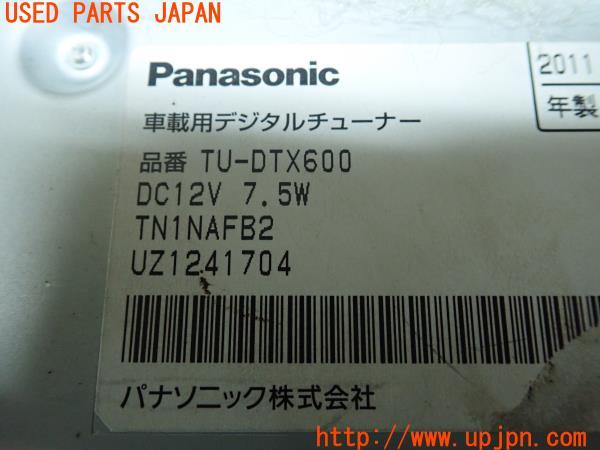 USED PARTS JAPAN
Panasonic
2011
年製
車載用デジタルチューナー
品番 TU-DTX600
DC12V 7.5W
TN1NAFB2
UZ1241704
パナソニック株式会社
http://www.upjpn.com